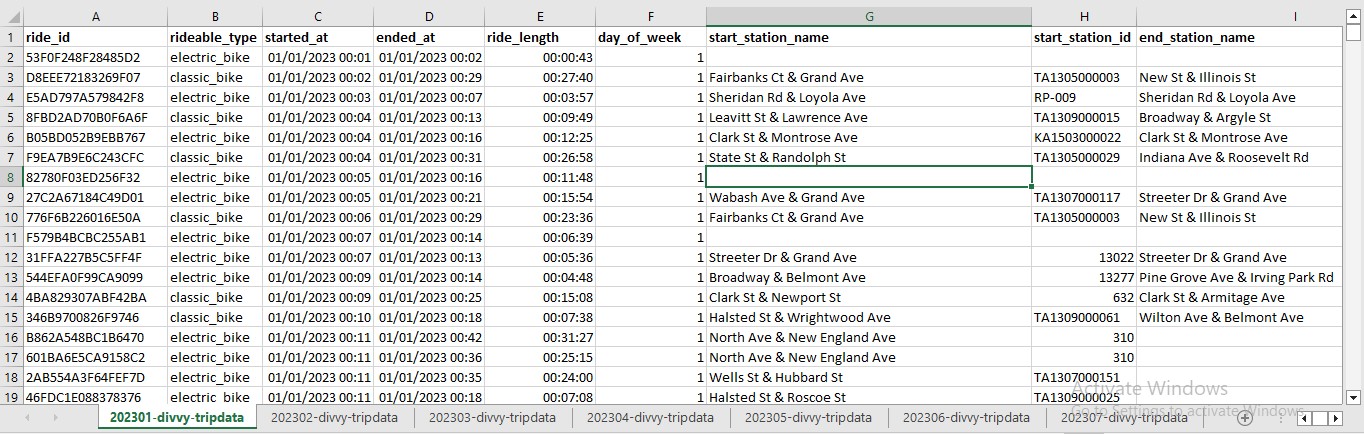 A B C D E F G H I
1 ride_id rideable_type started_at ended_at ride_length day_of_week start_station_name start_station_id end_station_name
2 53F0F248F28485D2 electric_bike 01/01/2023 00:01 01/01/2023 00:02 00:00:43 1
3 D8EEE72183269F07 classic_bike 01/01/2023 00:02 01/01/2023 00:29 00:27:40 1 Fairbanks Ct & Grand Ave TA1305000003 New St & Illinois St
4 E5AD797A579842F8 electric_bike 01/01/2023 00:03 01/01/2023 00:07 00:03:57 1 Sheridan Rd & Loyola Ave RP-009 Sheridan Rd & Loyola Ave
5 8FBD2AD70B0F6A6F classic_bike 01/01/2023 00:04 01/01/2023 00:13 00:09:49 1 Leavitt St & Lawrence Ave TA1309000015 Broadway & Argyle St
6 B05BD052B9EBB767 electric_bike 01/01/2023 00:04 01/01/2023 00:16 00:12:25 1 Clark St & Montrose Ave KA1503000022 Clark St & Montrose Ave
7 F9EA7B9E6C243CFC classic_bike 01/01/2023 00:04 01/01/2023 00:31 00:26:58 1 State St & Randolph St TA1305000029 Indiana Ave & Roosevelt Rd
8 82780F03ED256F32 electric_bike 01/01/2023 00:05 01/01/2023 00:16 00:11:48 1
9 27C2A67184C49D01 electric_bike 01/01/2023 00:05 01/01/2023 00:21 00:15:54 1 Wabash Ave & Grand Ave TA1307000117 Streeter Dr & Grand Ave
10 776F6B226016E50A classic_bike 01/01/2023 00:06 01/01/2023 00:29 00:23:36 1 Fairbanks Ct & Grand Ave TA1305000003 New St & Illinois St
11 F579B4BCBC255AB1 electric_bike 01/01/2023 00:07 01/01/2023 00:14 00:06:39 1
12 31FFA227B5C5FF4F electric_bike 01/01/2023 00:07 01/01/2023 00:13 00:05:36 1 Streeter Dr & Grand Ave 13022 Streeter Dr & Grand Ave
13 544EFA0F99CA9099 electric_bike 01/01/2023 00:09 01/01/2023 00:14 00:04:48 1 Broadway & Belmont Ave 13277 Pine Grove Ave & Irving Park Rd
14 4BA829307ABF42BA classic_bike 01/01/2023 00:09 01/01/2023 00:25 00:15:08 1 Clark St & Newport St 632 Clark St & Armitage Ave
15 346B9700826F9746 classic_bike 01/01/2023 00:10 01/01/2023 00:18 00:07:38 1 Halsted St & Wrightwood Ave TA1309000061 Wilton Ave & Belmont Ave
16 B862A548BC1B6470 electric_bike 01/01/2023 00:11 01/01/2023 00:42 00:31:27 1 North Ave & New England Ave 310
17 601BA6E5CA9158C2 electric_bike 01/01/2023 00:11 01/01/2023 00:36 00:25:15 1 North Ave & New England Ave 310
18 2AB554A3F64FEF7D electric_bike 01/01/2023 00:11 01/01/2023 00:35 00:24:00 1 Wells St & Hubbard St TA1307000151
Activate Windows
19 46FDC1E088378376 electric_bike 01/01/2023 00:11 01/01/2023 00:18 00:07:08 1 Halsted St & Roscoe St TA1309000025
Go to Settings to activate Windows.
202301-divvy-tripdata 202302-divvy-tripdata 202303-divvy-tripdata 202304-divvy-tripdata 202305-divvy-tripdata 202306-divvy-tripdata 202307-divvy-tripdata